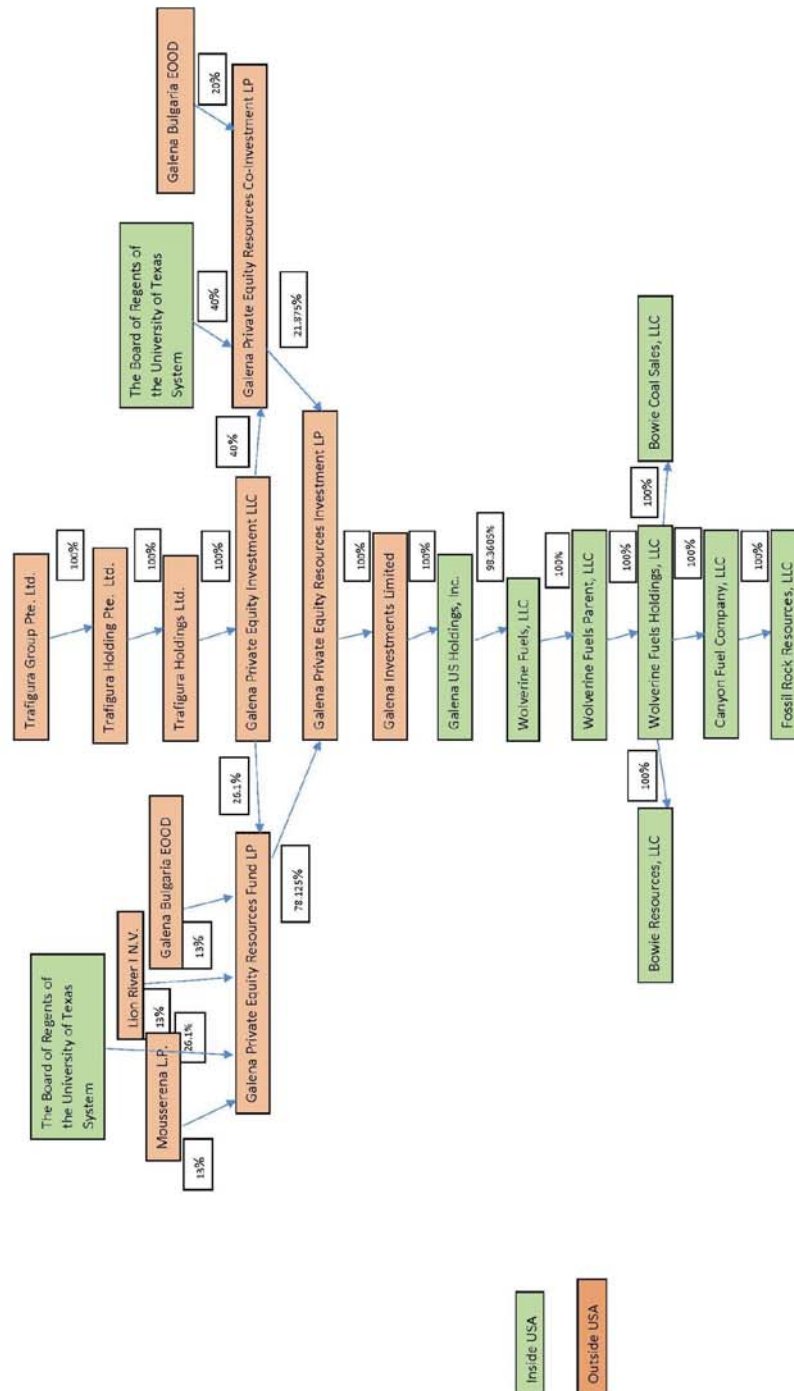 Trafigura Group Pte. Ltd.
100%
Trafigura Holding Pte. Ltd.
100%
Trafigura Holdings Ltd.
100%
The Board of Regents of
the University of Texas
System
Lion River I N.V.
Galena Bulgaria EOOD
Mousserena L.P.
13%
26.1%
13%
13%
Galena Private Equity Resources Fund LP
26.1%
Galena Private Equity Investment LLC
40%
The Board of Regents of
the University of Texas
System
40%
Galena Bulgaria EOOD
20%
Galena Private Equity Resources Co-Investment LP
78.125%
21.875%
Galena Private Equity Resources Investment LP
100%
Galena Investments Limited
100%
Galena US Holdings, Inc.
98.3605%
Wolverine Fuels, LLC
100%
Wolverine Fuels Parent, LLC
100%
Bowie Resources, LLC
100%
Wolverine Fuels Holdings, LLC
100%
Bowie Coal Sales, LLC
100%
Canyon Fuel Company, LLC
100%
Fossil Rock Resources, LLC
Inside USA
Outside USA